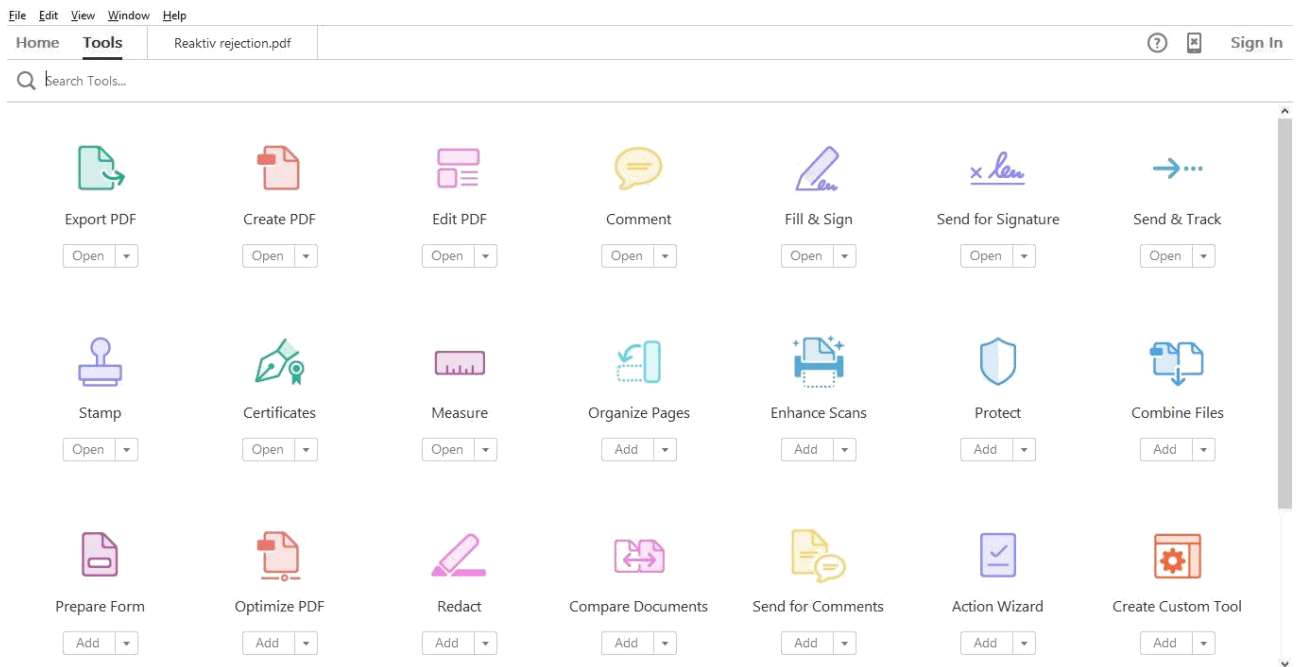 File Edit View Window Help
Home Tools Reaktiv rejection.pdf Sign In
Search Tools...
Export PDF Create PDF Edit PDF Comment Fill & Sign Send for Signature Send & Track
Open Open Open Open Open Open Open
Stamp Certificates Measure Organize Pages Enhance Scans Protect Combine Files
Open Open Open Add Add Add Add
Prepare Form Optimize PDF Redact Compare Documents Send for Comments Action Wizard Create Custom Tool
Add Add Add Add Add Add Add